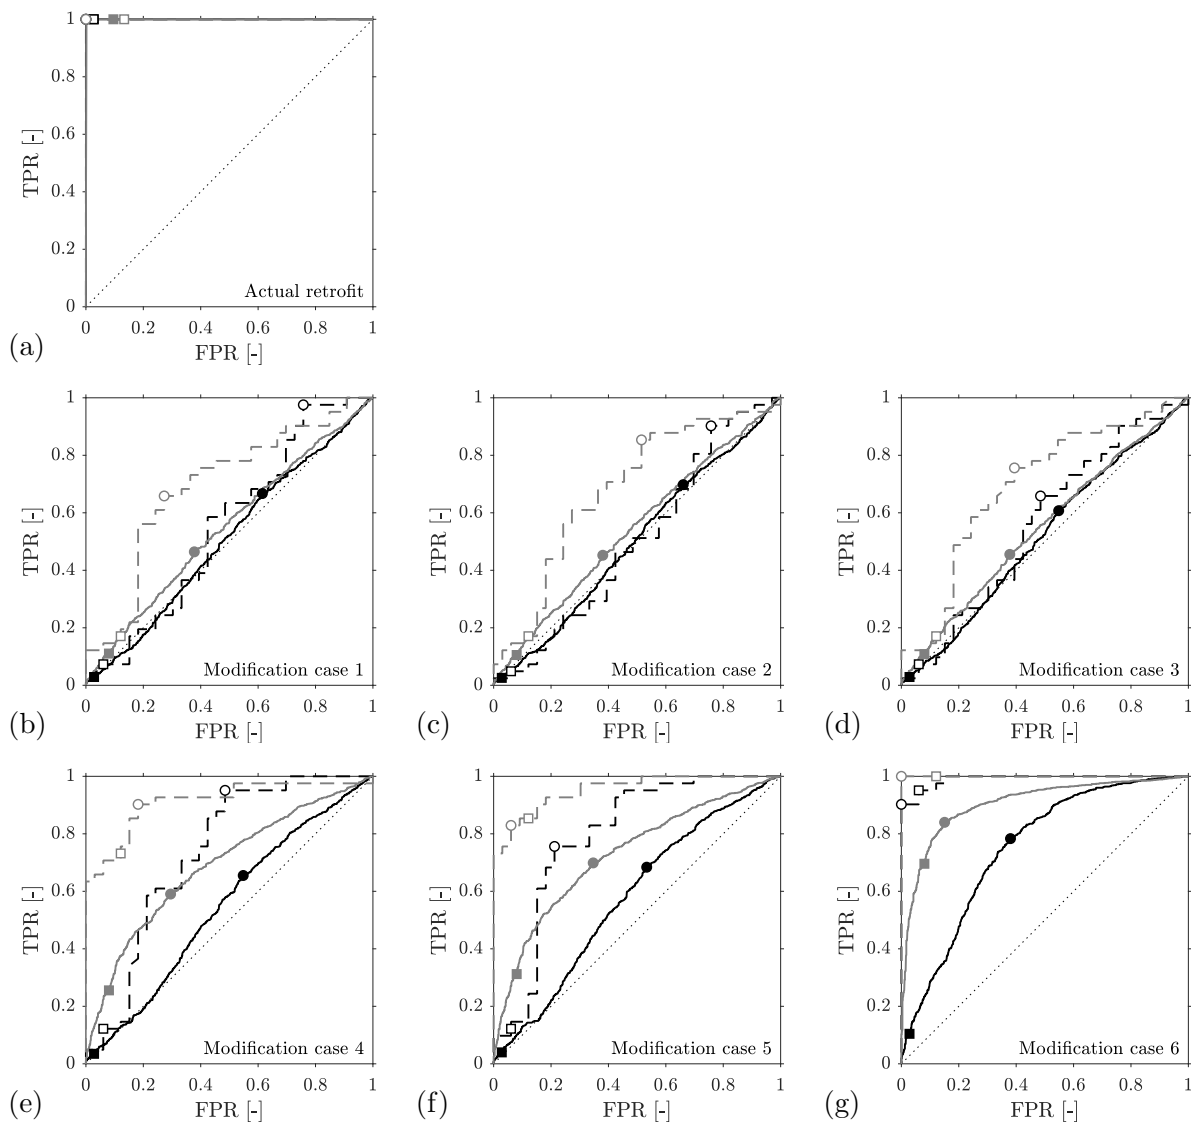 1
0.8
0.6
0.4
0.2
0
TPR [-]
Actual retrofit
0 0.2 0.4 0.6 0.8 1
FPR [-]
(a)
1
0.8
0.6
0.4
0.2
0
TPR [-]
Modification case 1
0 0.2 0.4 0.6 0.8 1
FPR [-]
(b)
1
0.8
0.6
0.4
0.2
0
TPR [-]
Modification case 2
0 0.2 0.4 0.6 0.8 1
FPR [-]
(c)
1
0.8
0.6
0.4
0.2
0
TPR [-]
Modification case 3
0 0.2 0.4 0.6 0.8 1
FPR [-]
(d)
1
0.8
0.6
0.4
0.2
0
TPR [-]
Modification case 4
0 0.2 0.4 0.6 0.8 1
FPR [-]
(e)
1
0.8
0.6
0.4
0.2
0
TPR [-]
Modification case 5
0 0.2 0.4 0.6 0.8 1
FPR [-]
(f)
1
0.8
0.6
0.4
0.2
0
TPR [-]
Modification case 6
0 0.2 0.4 0.6 0.8 1
FPR [-]
(g)